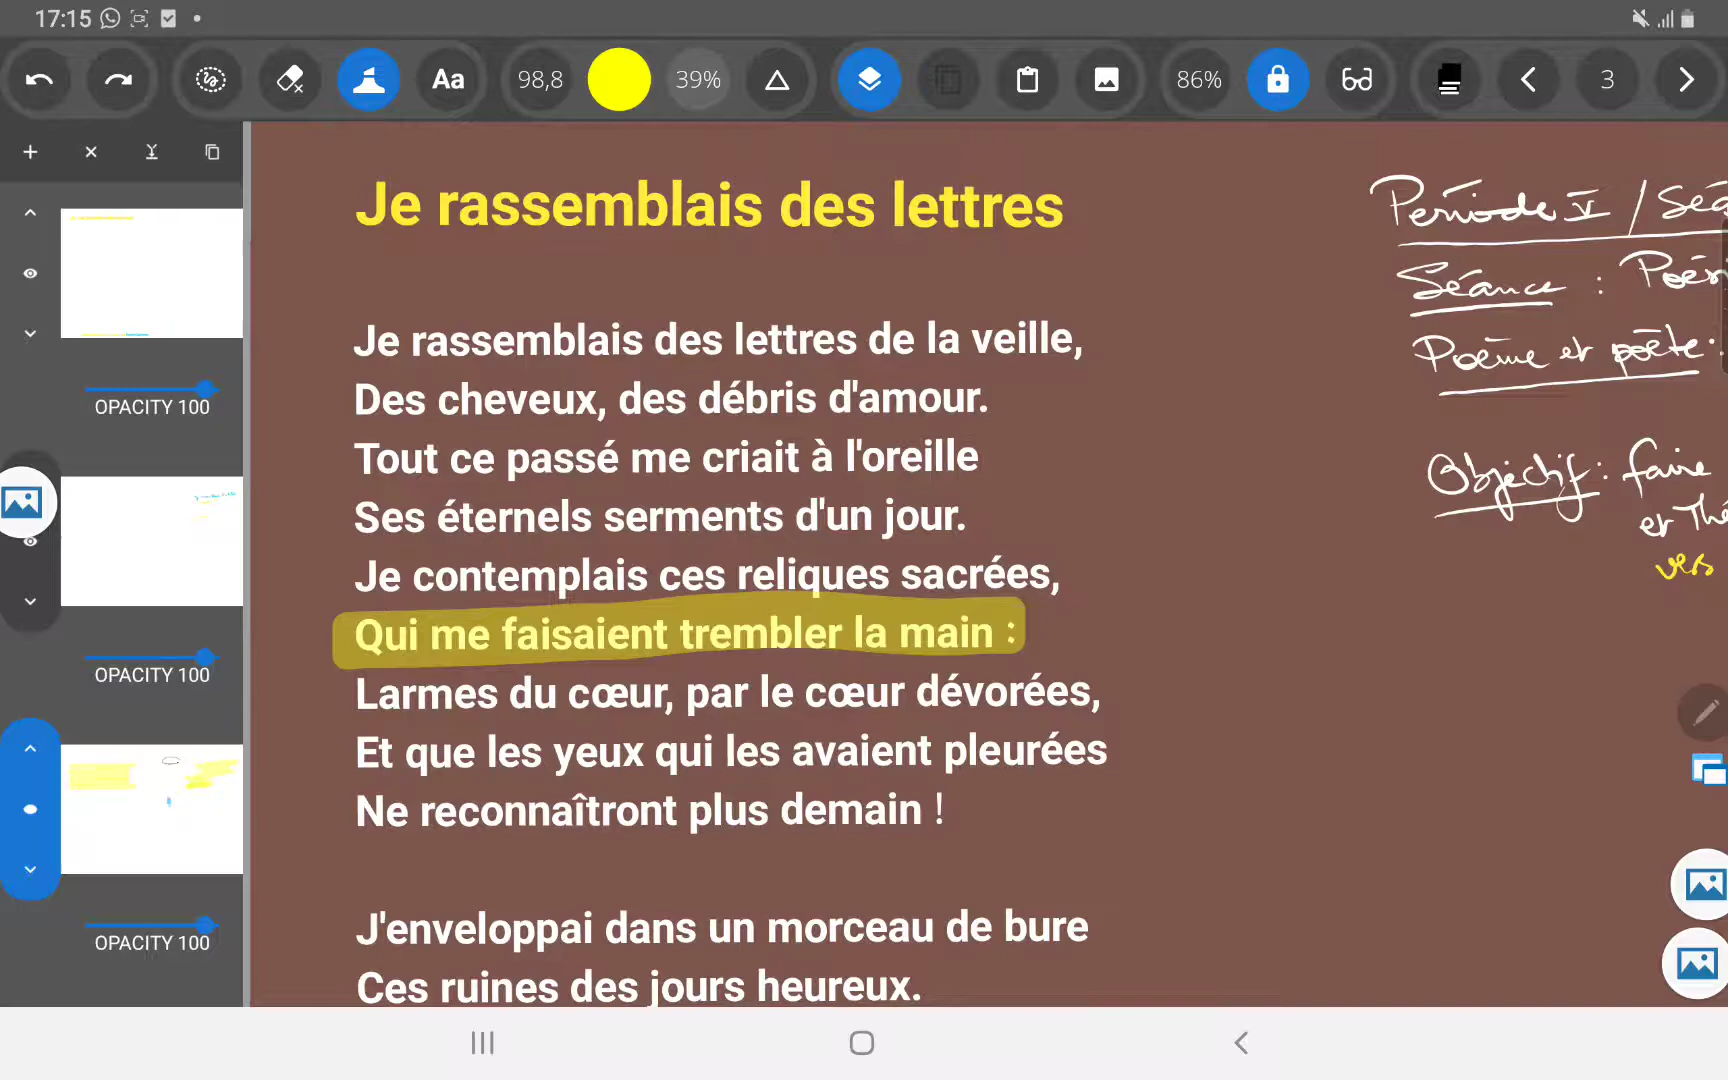 17:15
Aa
98,8
39%
86%
3
OPACITY 100
OPACITY 100
OPACITY 100
Je rassemblais des lettres
Je rassemblais des lettres de la veille,
Des cheveux, des débris d'amour.
Tout ce passé me criait à l'oreille
Ses éternels serments d'un jour.
Je contemplais ces reliques sacrées,
Qui me faisaient trembler la main :
Larmes du cœur, par le cœur dévorées,
Et que les yeux qui les avaient pleurées
Ne reconnaîtront plus demain !
J'enveloppai dans un morceau de bure
Ces ruines des jours heureux.
Période V / Séa
Séance : Poés
Poème et poète :
Objectif : faire
et Thé
vers